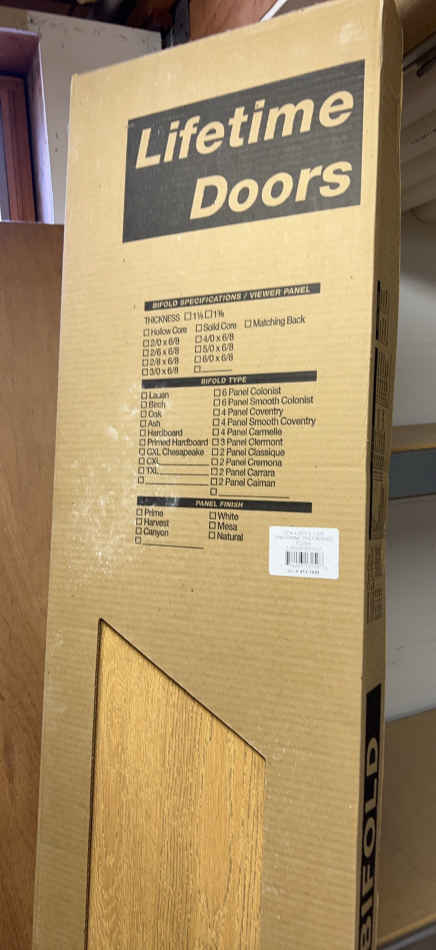 Lifetime
Doors
BIFOLD SPECIFICATIONS / VIEWER PANEL
THICKNESS ☐ 1⅛ ☐ 1⅜
☐ Hollow Core ☐ Solid Core ☐ Matching Back
☐ 2/0 x 6/8 ☐ 4/0 x 6/8
☐ 2/6 x 6/8 ☐ 5/0 x 6/8
☐ 2/8 x 6/8 ☐ 6/0 x 6/8
☐ 3/0 x 6/8 ☐
BIFOLD TYPE
☐ Lauan ☐ 6 Panel Colonist
☐ Birch ☐ 6 Panel Smooth Colonist
☐ Oak ☐ 4 Panel Coventry
☐ Ash ☐ 4 Panel Smooth Coventry
☐ Hardboard ☐ 4 Panel Carmelle
☐ Primed Hardboard ☐ 3 Panel Clermont
☐ CXL Chesapeake ☐ 2 Panel Classique
☐ CXL ☐ 2 Panel Cremona
☐ TXL ☐ 2 Panel Carrara
☐ ☐ 2 Panel Caiman
☐
PANEL FINISH
☐ Prime ☐ White
☐ Harvest ☐ Mesa
☐ Canyon ☐ Natural
☐
BIFOLD